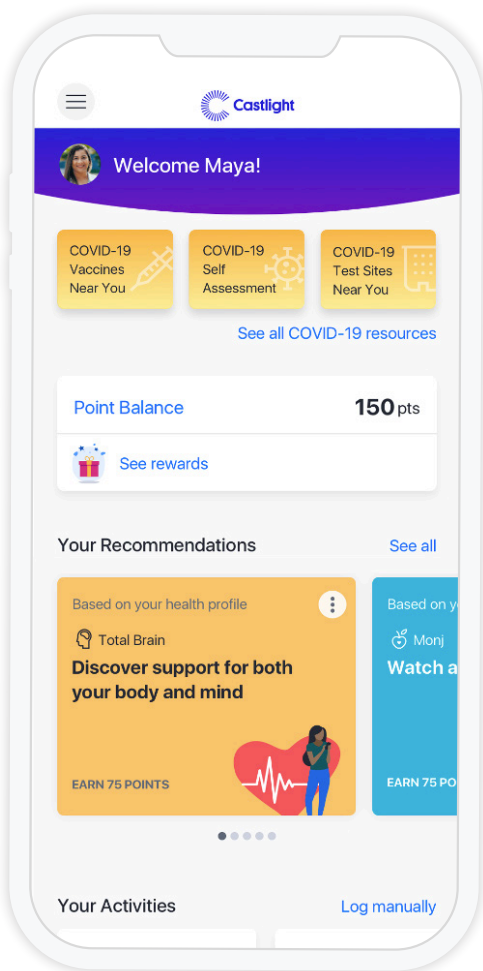 Castlight
Welcome Maya!
COVID-19
Vaccines
Near You
COVID-19
Self
Assessment
COVID-19
Test Sites
Near You
See all COVID-19 resources
Point Balance
150 pts
See rewards
Your Recommendations
See all
Based on your health profile
Total Brain
Discover support for both
your body and mind
EARN 75 POINTS
Based on y
Monj
Watch a
EARN 75 PO
Your Activities
Log manually